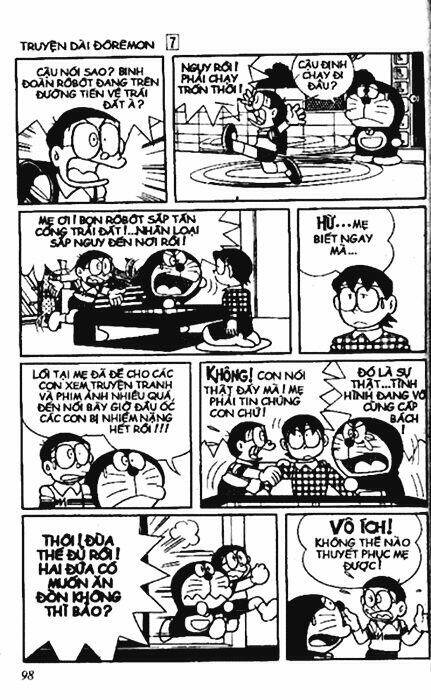 TRUYỆN DÀI ĐÔRÊMON 7
CẬU NÓI SAO? BINH
ĐOÀN RÔBỐT ĐANG TRÊN
ĐƯỜNG TIẾN VỀ TRÁI
ĐẤT À?
NGUY RỒI!
PHẢI CHẠY
TRỐN THÔI!
CẬU ĐỊNH
CHẠY ĐI
ĐÂU?
MẸ ƠI! BỌN RÔBỐT SẮP TẤN
CÔNG TRÁI ĐẤT!...NHÂN LOẠI
SẮP NGUY ĐẾN NƠI RỒI!
HỪ...MẸ
BIẾT NGAY
MÀ...
LỖI TẠI MẸ ĐÃ ĐỂ CHO CÁC
CON XEM TRUYỆN TRANH
VÀ PHIM ẢNH NHIỀU QUÁ,
ĐẾN NỖI BÂY GIỜ ĐẦU ÓC
CÁC CON BỊ NHIỄM NẶNG
HẾT RỒI!!!
KHÔNG! CON NÓI
THẬT ĐẤY MÀ! MẸ
PHẢI TIN CHÚNG
CON CHỨ!
ĐÓ LÀ SỰ
THẬT...TÌNH
HÌNH ĐANG VÔ
CÙNG CẤP
BÁCH!
THÔI! ĐÙA
THẾ ĐỦ RỒI!
HAI ĐỨA CÓ
MUỐN ĂN
ĐÒN KHÔNG
THÌ BẢO?
VÔ ÍCH!
KHÔNG THỂ NÀO
THUYẾT PHỤC MẸ
ĐƯỢC!
98